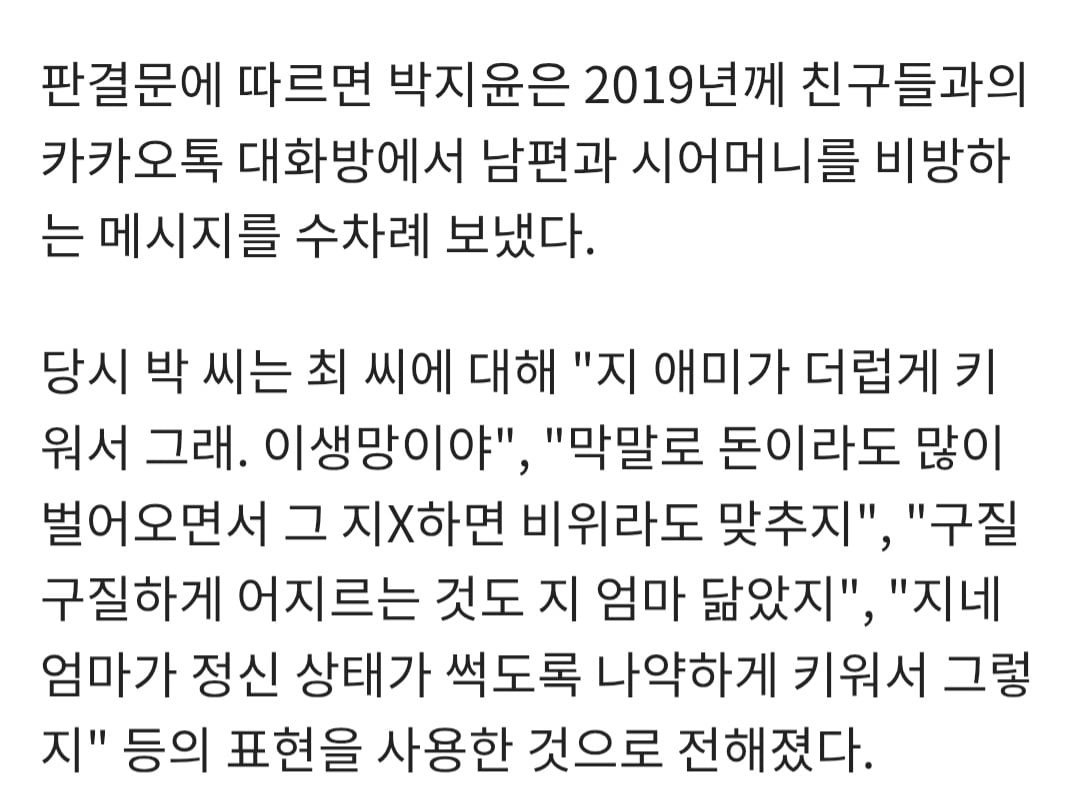 판결문에 따르면 박지윤은 2019년께 친구들과의
카카오톡 대화방에서 남편과 시어머니를 비방하
는 메시지를 수차례 보냈다.
당시 박 씨는 최 씨에 대해 "지 애미가 더럽게 키
워서 그래. 이생망이야", "막말로 돈이라도 많이
벌어오면서 그 지X하면 비위라도 맞추지", "구질
구질하게 어지르는 것도 지 엄마 닮았지", "지네
엄마가 정신 상태가 썩도록 나약하게 키워서 그렇
지" 등의 표현을 사용한 것으로 전해졌다.